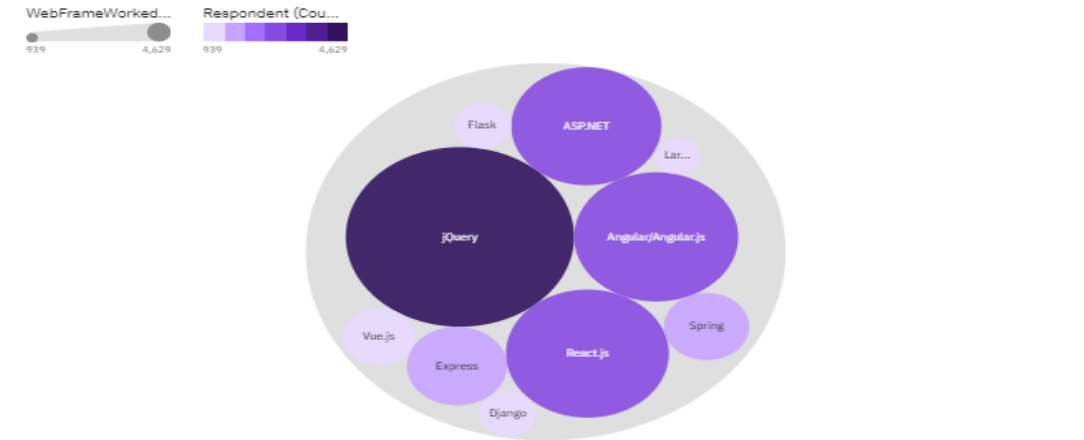 WebFrameWorked...
939
4,629
Respondent (Cou...
939
4,629
Flask
ASP.NET
Lar...
jQuery
Angular/Angular.js
Vue.js
Express
React.js
Spring
Django